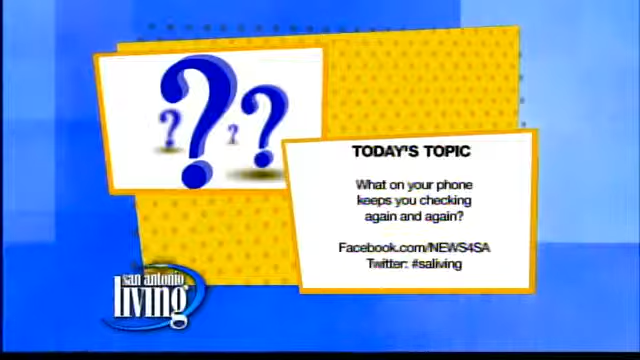 TODAY'S TOPIC
What on your phone
keeps you checking
again and again?
Facebook.com/NEWS4SA
Twitter: #saliving
san antonio
living